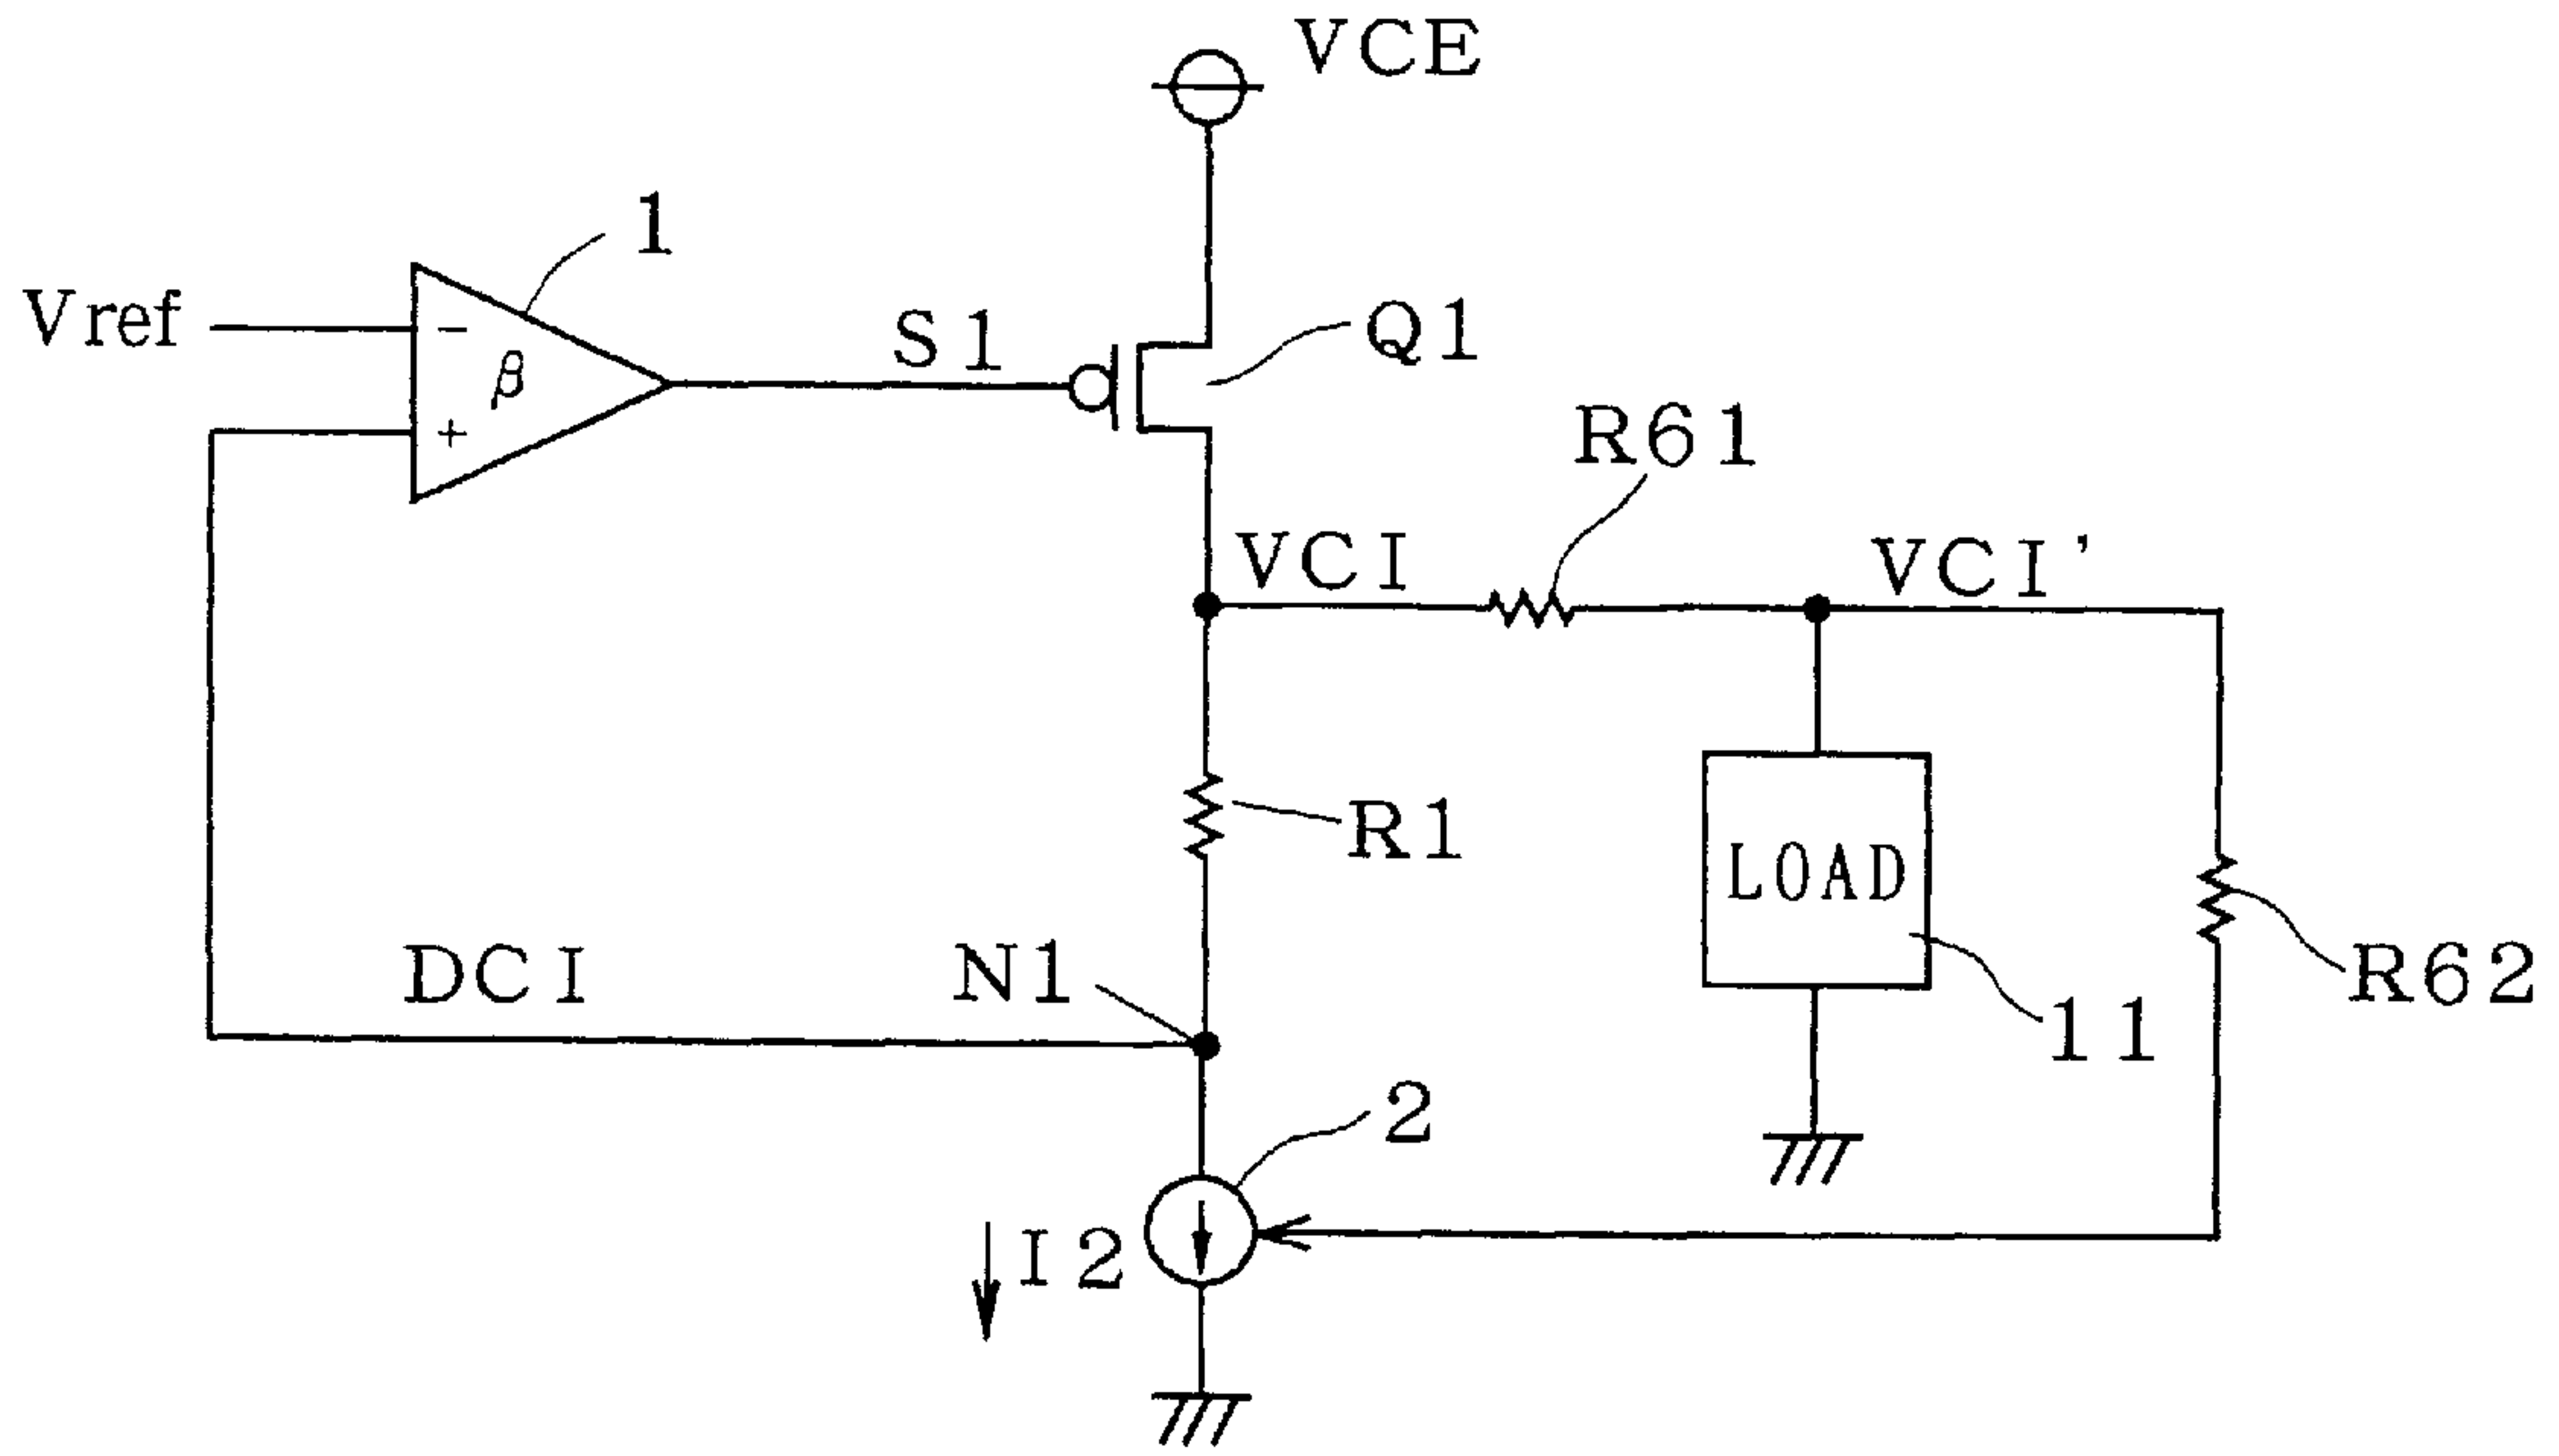 VCE
1
Vref
−
β
+
S1
Q1
R61
VCI
VCI'
R1
LOAD
DCI
N1
R62
11
2
I2